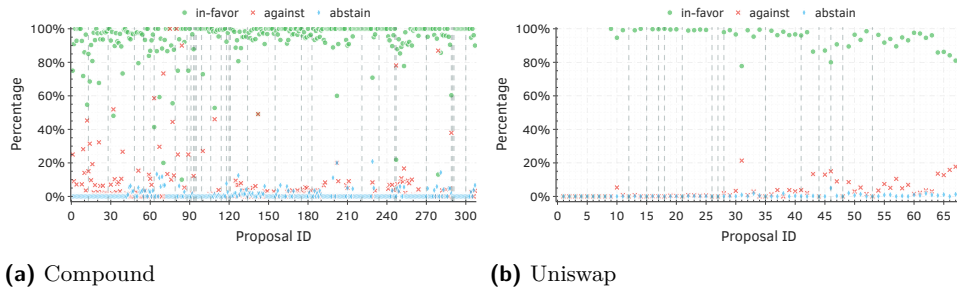 in-favor against abstain
100%
80%
60%
40%
20%
0%
Percentage
0 30 60 90 120 150 180 210 240 270 300
Proposal ID
(a) Compound
in-favor against abstain
100%
80%
60%
40%
20%
0%
Percentage
0 5 10 15 20 25 30 35 40 45 50 55 60 65
Proposal ID
(b) Uniswap